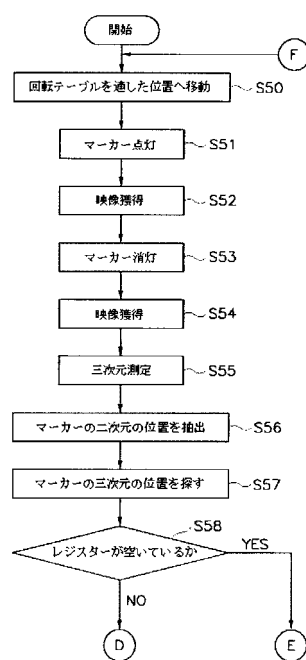 開始
F
回転テーブルを適した位置へ移動
S50
マーカー点灯
S51
映像獲得
S52
マーカー消灯
S53
映像獲得
S54
三次元測定
S55
マーカーの二次元の位置を抽出
S56
マーカーの三次元の位置を探す
S57
S58
レジスターが空いているか
YES
NO
D
E